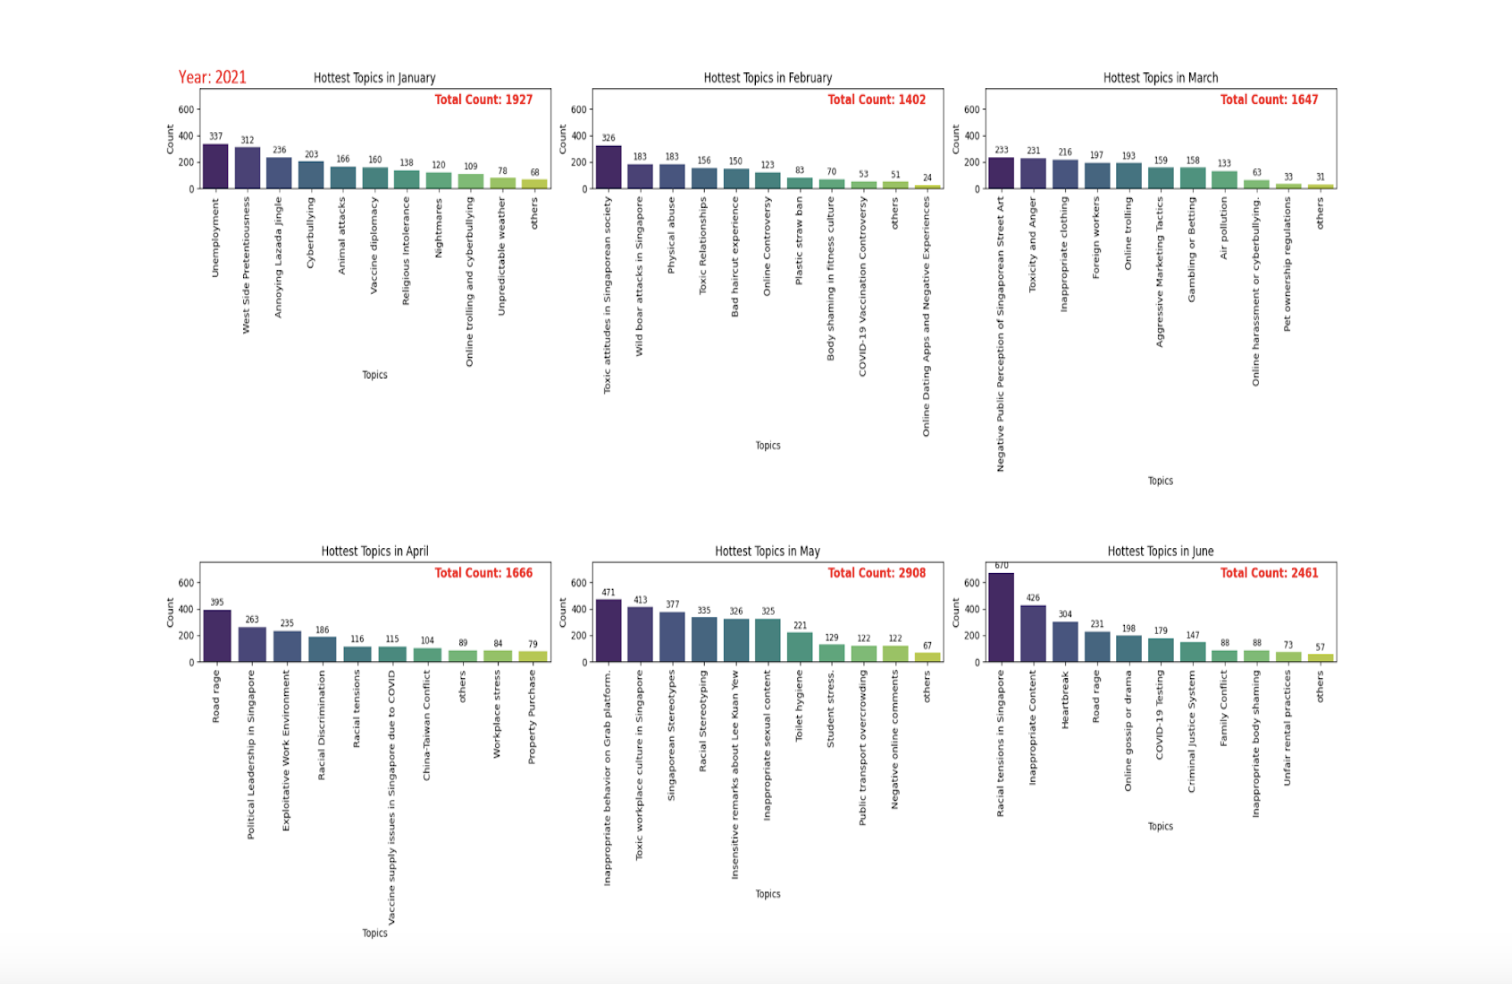 Year: 2021
Hottest Topics in January
Total Count: 1927
Count
600
400
200
0
337
312
236
203
166
160
138
120
109
78
68
Unemployment
West Side Pretentiousness
Annoying Lazada Jingle
Cyberbullying
Animal attacks
Vaccine diplomacy
Religious Intolerance
Nightmares
Online trolling and cyberbullying
Unpredictable weather
others
Topics
Hottest Topics in February
Total Count: 1402
Count
600
400
200
0
326
183
183
156
150
123
83
70
53
51
24
Toxic attitudes in Singaporean society
Wild boar attacks in Singapore
Physical abuse
Toxic Relationships
Bad haircut experience
Online Controversy
Plastic straw ban
Body shaming in fitness culture
COVID-19 Vaccination Controversy
others
Online Dating Apps and Negative Experiences
Topics
Hottest Topics in March
Total Count: 1647
Count
600
400
200
0
233
231
216
197
193
159
158
133
63
33
31
Negative Public Perception of Singaporean Street Art.
Toxicity and Anger
Inappropriate clothing
Foreign workers
Online trolling
Aggressive Marketing Tactics
Gambling or Betting
Air pollution
Online harassment or cyberbullying.
Pet ownership regulations
others
Topics
Hottest Topics in April
Total Count: 1666
Count
600
400
200
0
395
263
235
186
116
115
104
89
84
79
Road rage
Political Leadership in Singapore
Exploitative Work Environment
Racial Discrimination
Racial tensions
Vaccine supply issues in Singapore due to COVID
China-Taiwan Conflict
others
Workplace stress
Property Purchase
Topics
Hottest Topics in May
Total Count: 2908
Count
600
400
200
0
471
413
377
335
326
325
221
129
122
122
67
Inappropriate behavior on Grab platform.
Toxic workplace culture in Singapore
Singaporean Stereotypes
Racial Stereotyping
Insensitive remarks about Lee Kuan Yew
Inappropriate sexual content
Toilet hygiene
Student stress.
Public transport overcrowding
Negative online comments
others
Topics
Hottest Topics in June
Total Count: 2461
Count
600
400
200
0
670
426
304
231
198
179
147
88
88
73
57
Racial tensions in Singapore
Inappropriate Content
Heartbreak
Road rage
Online gossip or drama
COVID-19 Testing
Criminal Justice System
Family Conflict
Inappropriate body shaming
Unfair rental practices
others
Topics